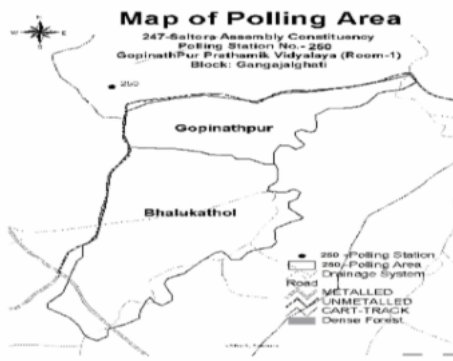 Map of Polling Area
247-Saltora Assembly Constituency
Polling Station No.- 250
GopinathPur Prathamik Vidyalaya (Room-1)
Block: Gangajalghati
N
W
E
S
250
Gopinathpur
Bhalukathol
250-Polling Station
250-Polling Area
Drainage System
Road
METALLED
UNMETALLED
CART-TRACK
Dense Forest